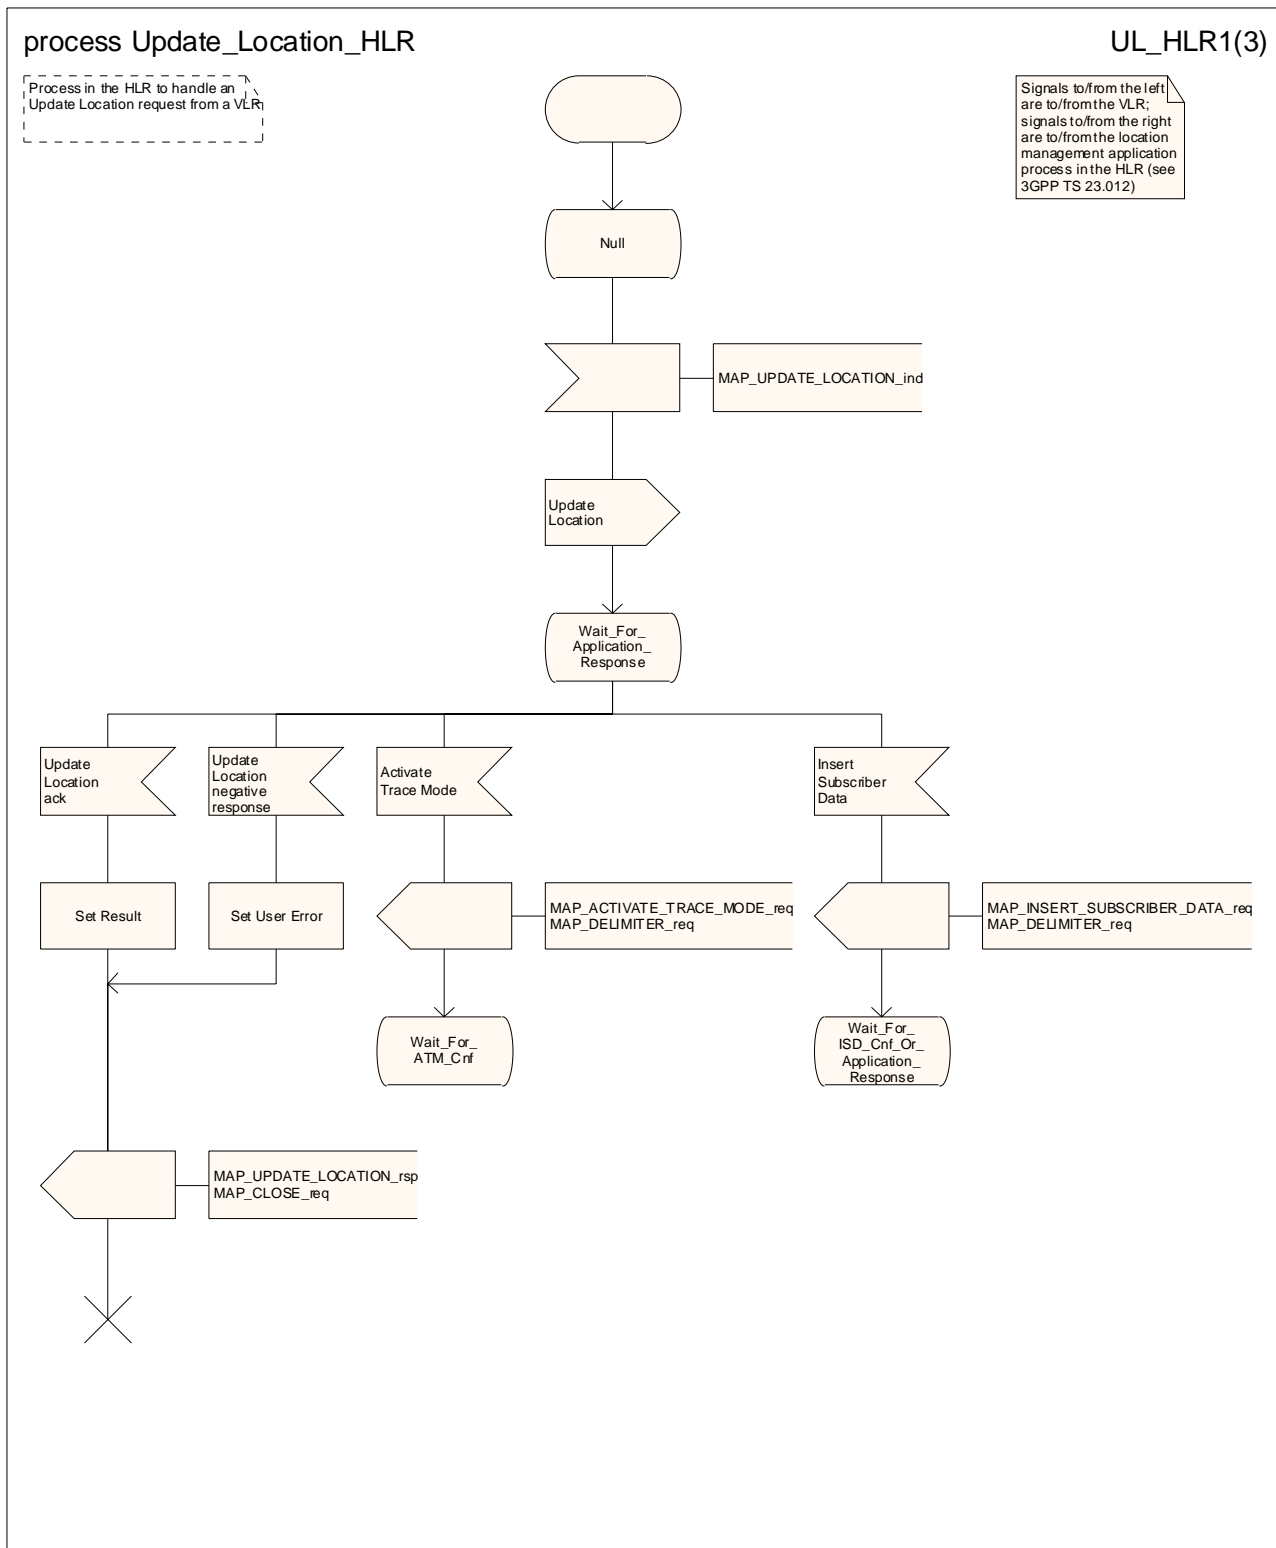 process Update_Location_HLR
UL_HLR1(3)
Process in the HLR to handle an
Update Location request from a VLR
Signals to/from the left
are to/from the VLR;
signals to/from the right
are to/from the location
management application
process in the HLR (see
3GPP TS 23.012)
Null
MAP_UPDATE_LOCATION_ind
Update
Location
Wait_For_
Application_
Response
Update
Location
ack
Update
Location
negative
response
Activate
Trace Mode
Insert
Subscriber
Data
Set Result
Set User Error
MAP_ACTIVATE_TRACE_MODE_req
MAP_DELIMITER_req
MAP_INSERT_SUBSCRIBER_DATA_req
MAP_DELIMITER_req
Wait_For_
ATM_Cnf
Wait_For_
ISD_Cnf_Or_
Application_
Response
MAP_UPDATE_LOCATION_rsp
MAP_CLOSE_req